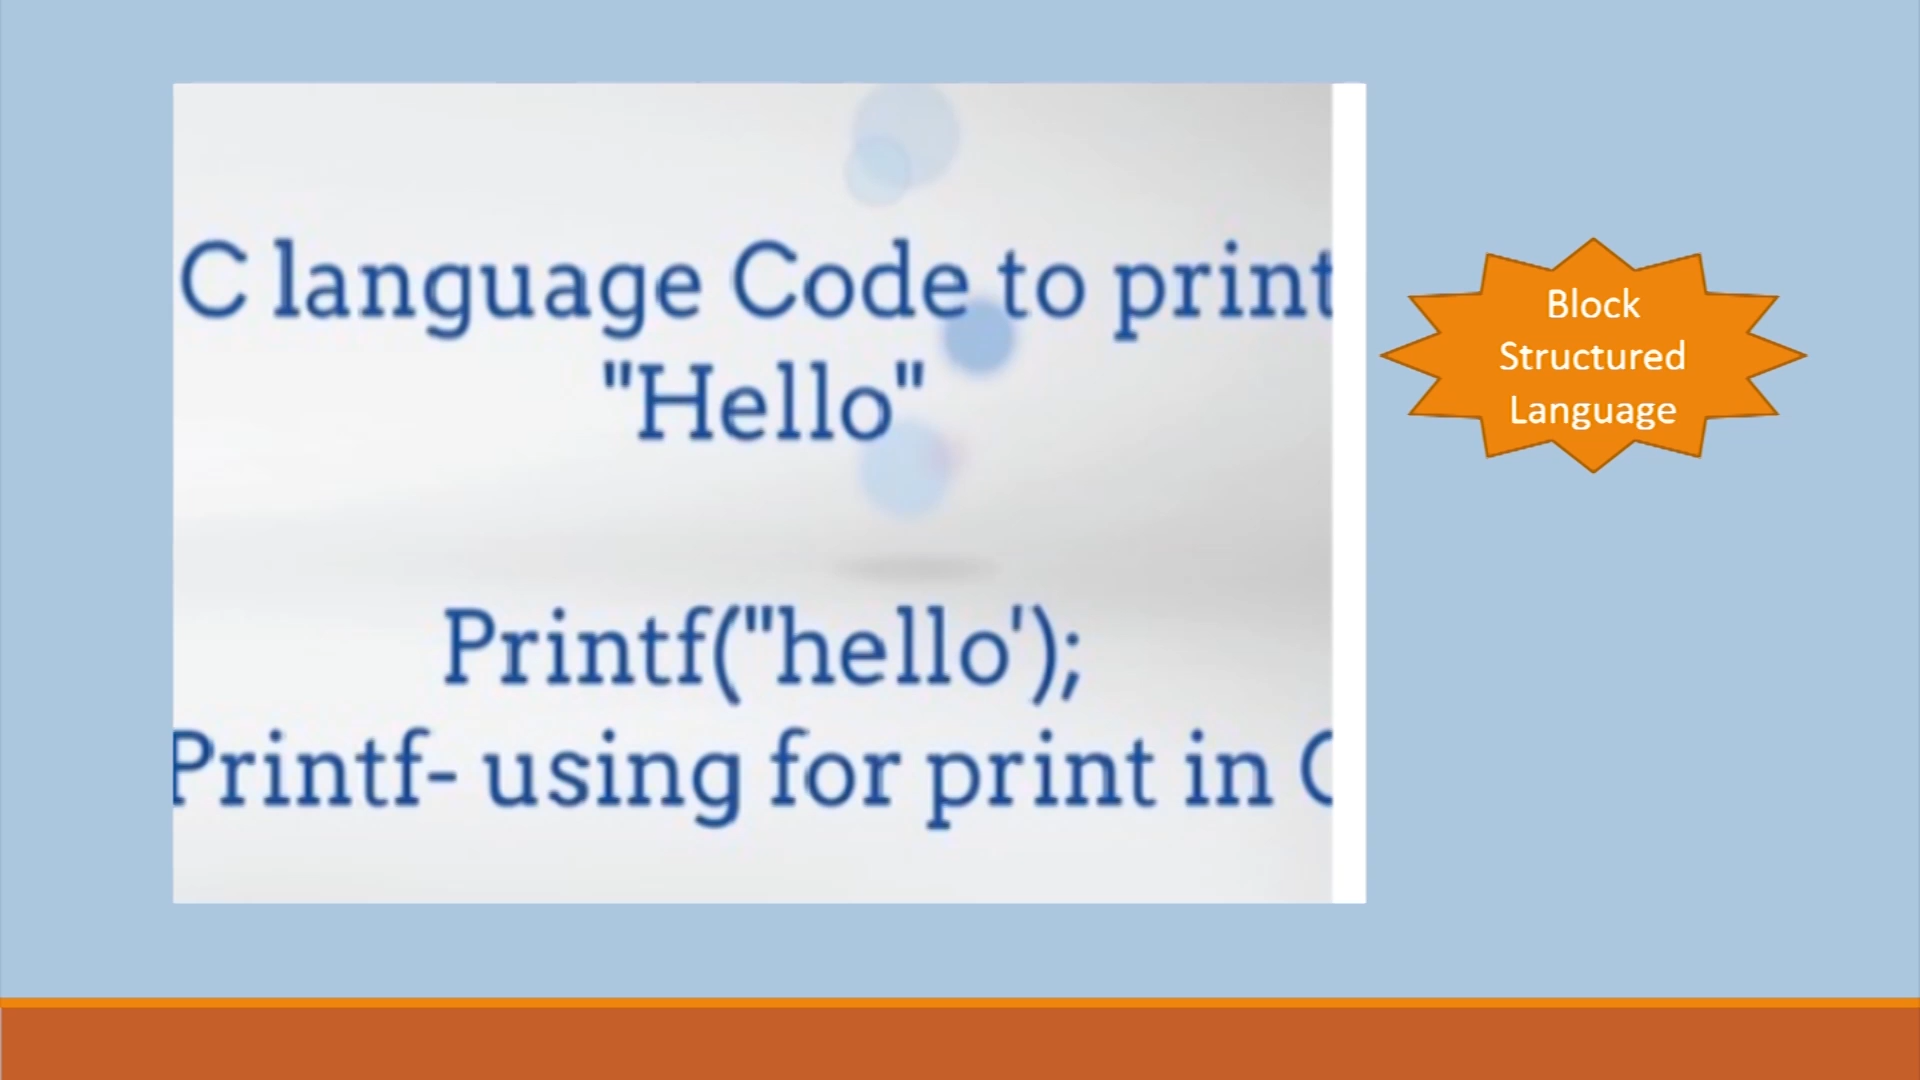 C language Code to print
"Hello"
Printf("hello');
Printf- using for print in C
Block
Structured
Language